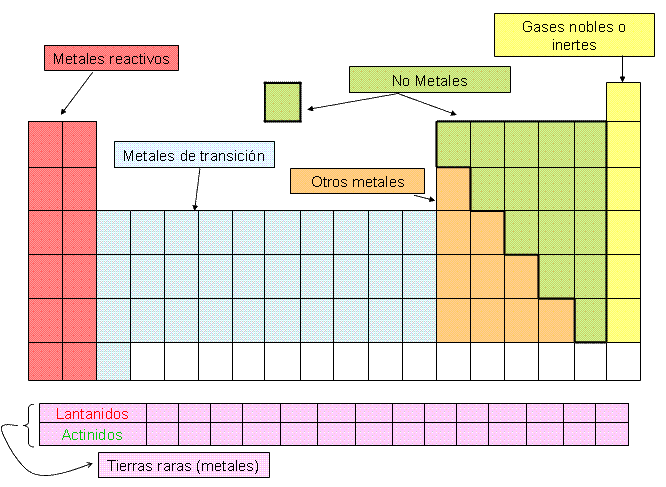 Gases nobles o
inertes
Metales reactivos
No Metales
Metales de transición
Otros metales
Lantanidos
Actinidos
Tierras raras (metales)